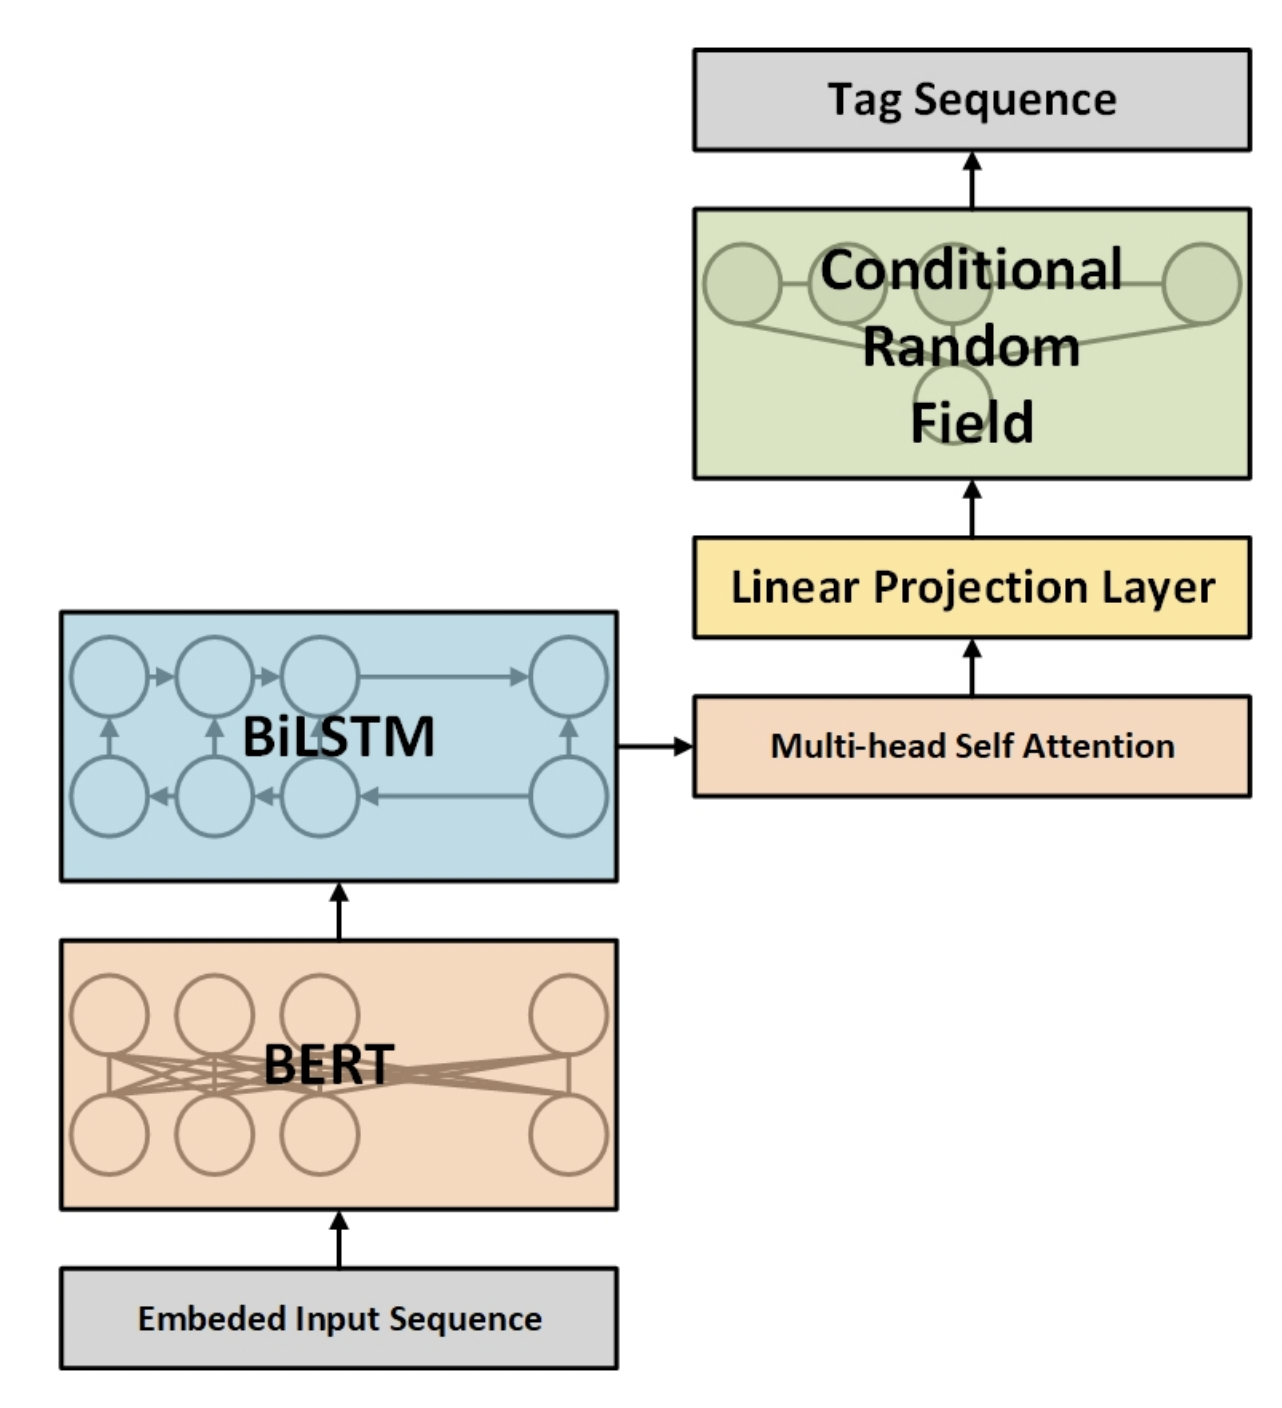 Tag Sequence
Conditional
Random
Field
Linear Projection Layer
BiLSTM
Multi-head Self Attention
BERT
Embeded Input Sequence